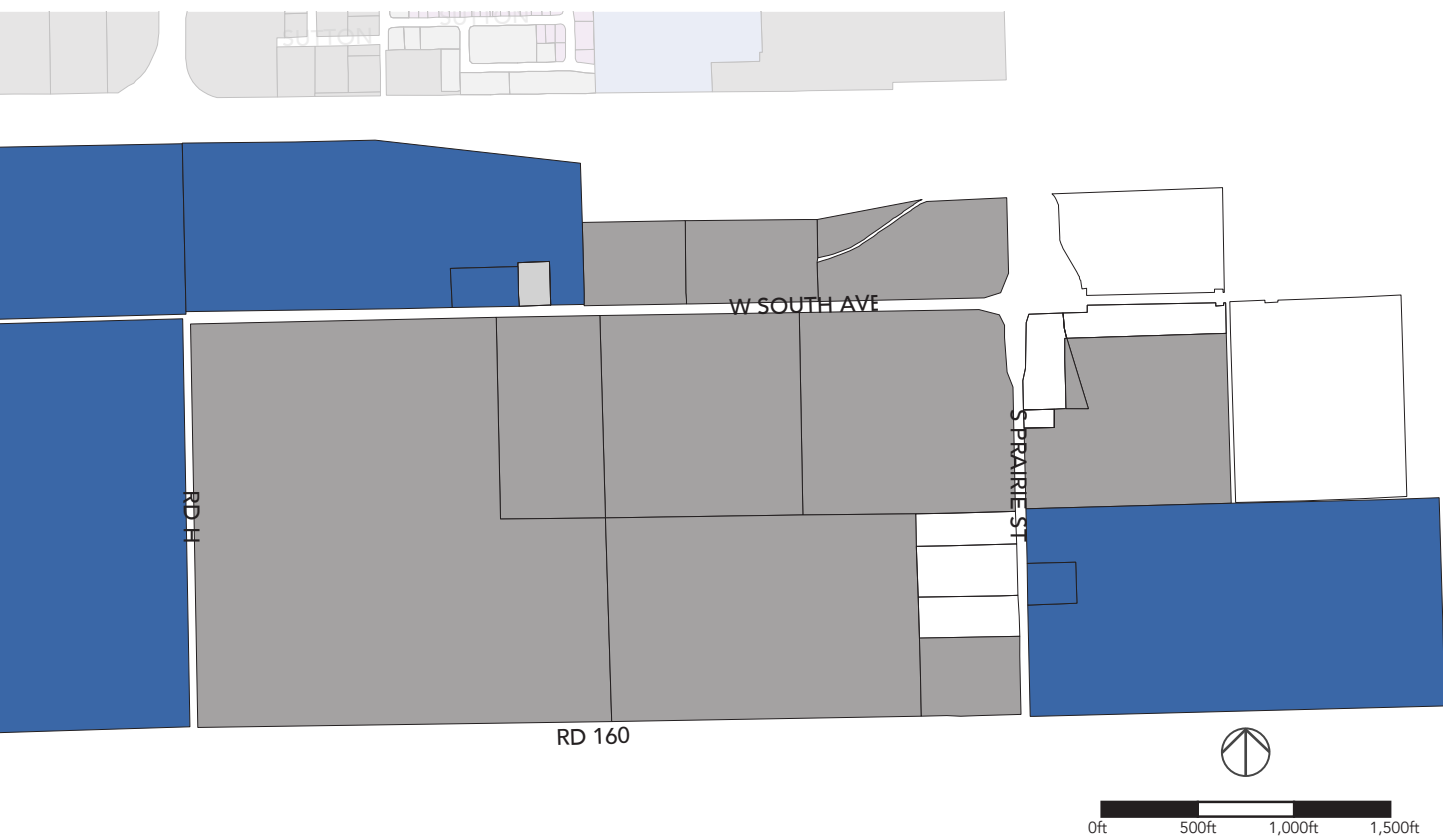 SUTTON
SUTTON
W SOUTH AVE
S PRAIRIE ST
RD H
RD 160
0ft 500ft 1,000ft 1,500ft